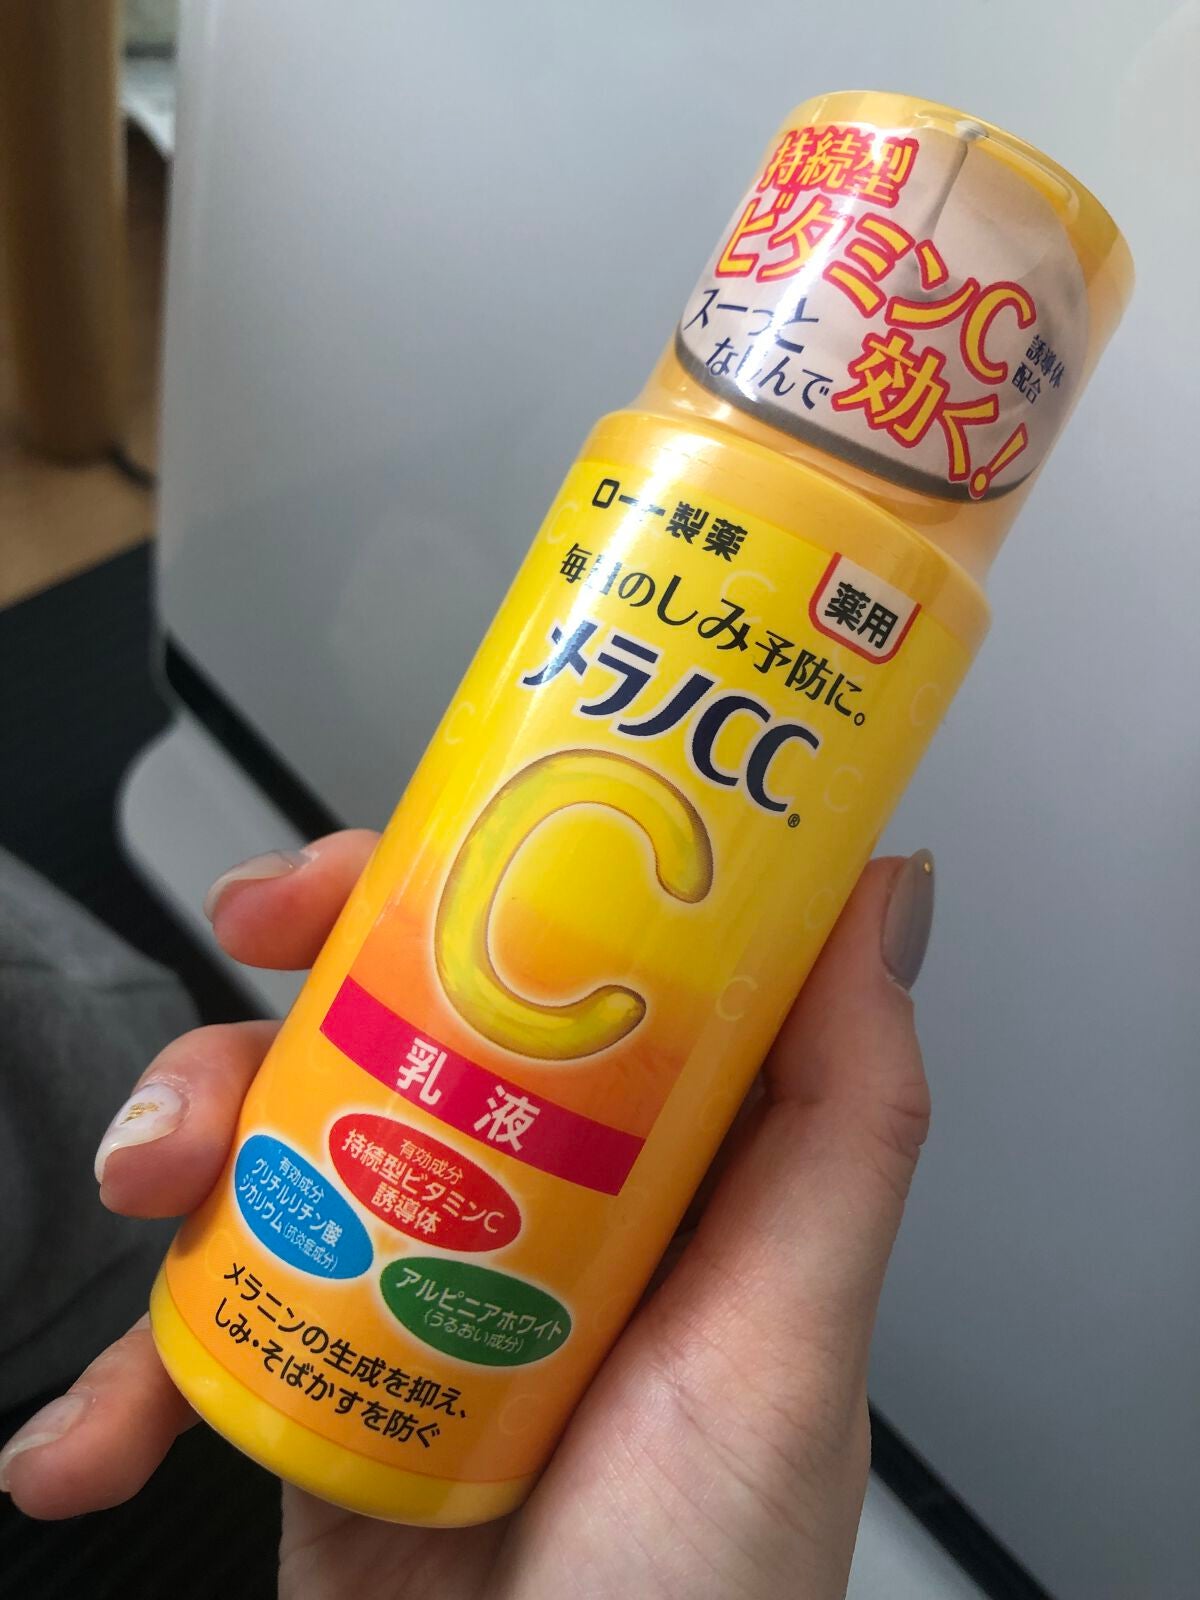 持続型
ビタミンC
誘導体
配合
スーっと
なじんで
効く!
ロート製薬
薬用
毎日のしみ予防に。
メラノCC®
C
乳液
有効成分
持続型ビタミンC
誘導体
有効成分
グリチルリチン酸
ジカリウム(抗炎症成分)
アルピニアホワイト
(うるおい成分)
メラニンの生成を抑え、
しみ・そばかすを防ぐ